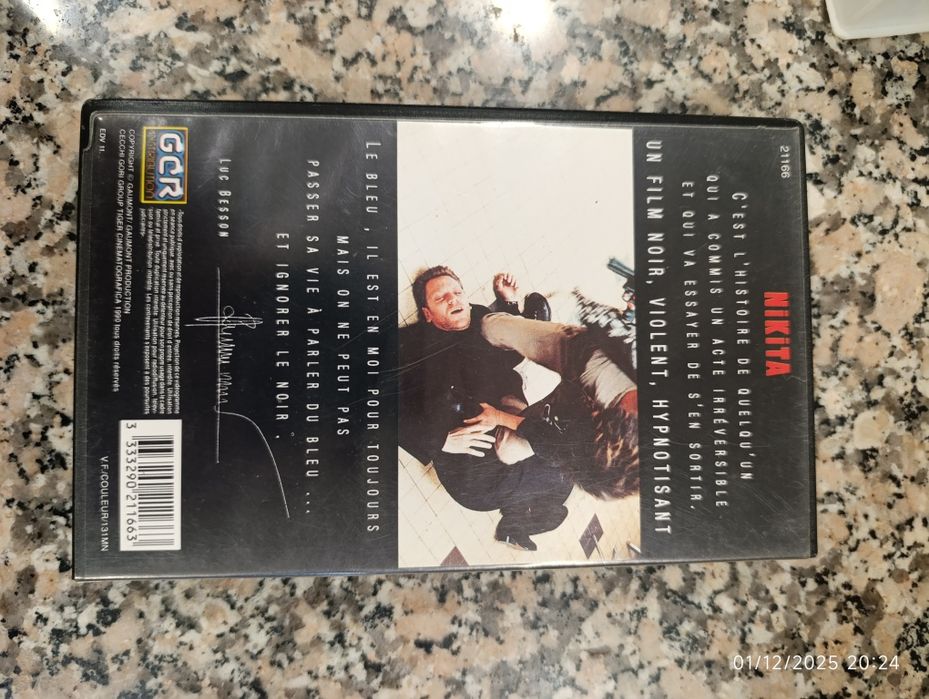 21166
NiKiTA
C'EST L'HISTOIRE DE QUELQU'UN
QUI A COMMIS UN ACTE IRRÉVERSIBLE
ET QUI VA ESSAYER DE S'EN SORTIR.
UN FILM NOIR, VIOLENT, HYPNOTISANT
LE BLEU , IL EST EN MOI POUR TOUJOURS
MAIS ON NE PEUT PAS
PASSER SA VIE À PARLER DU BLEU ...
ET IGNORER LE NOIR .
LUC BESSON
GCR
DISTRIBUTION
COPYRIGHT © GAUMONT/ GAUMONT PRODUCTION
CECCHI GORI GROUP TIGER CINEMATOGRAFICA 1990 tous droits réservés
EDV 11.
3 333290 211663
V.F./COULEUR/131MN
01/12/2025 20:24